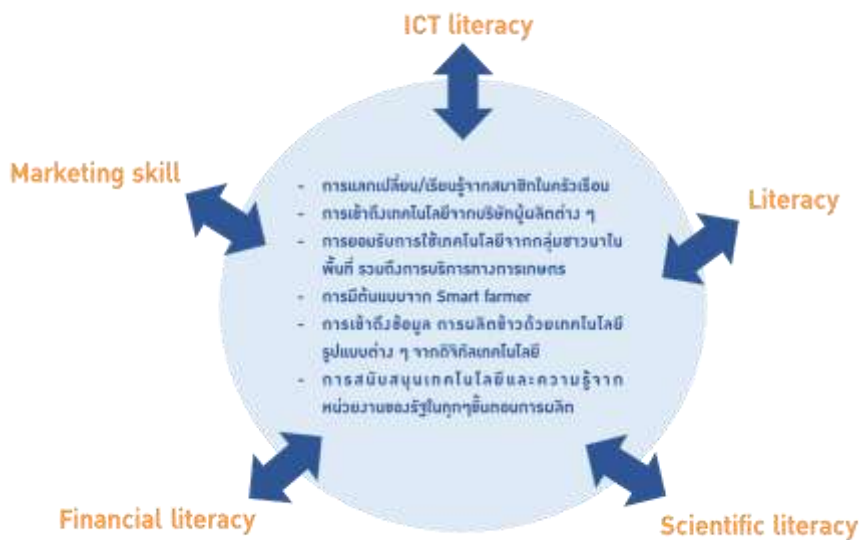 ICT literacy
Marketing skill
Literacy
- การแลกเปลี่ยน/เรียนรู้จากสมาชิกในครัวเรือน
- การเข้าถึงเทคโนโลยีจากบริษัทผู้ผลิตต่าง ๆ
- การยอมรับการใช้เทคโนโลยีจากกลุ่มชาวนาใน
พื้นที่ รวมถึงการบริการทางการเกษตร
- การมีต้นแบบจาก Smart farmer
- การเข้าถึงข้อมูล การผลิตข้าวด้วยเทคโนโลยี
รูปแบบต่าง ๆ จากดิจิทัลเทคโนโลยี
- การสนับสนุนเทคโนโลยีและความรู้จาก
หน่วยงานของรัฐในทุกๆขั้นตอนการผลิต
Financial literacy
Scientific literacy